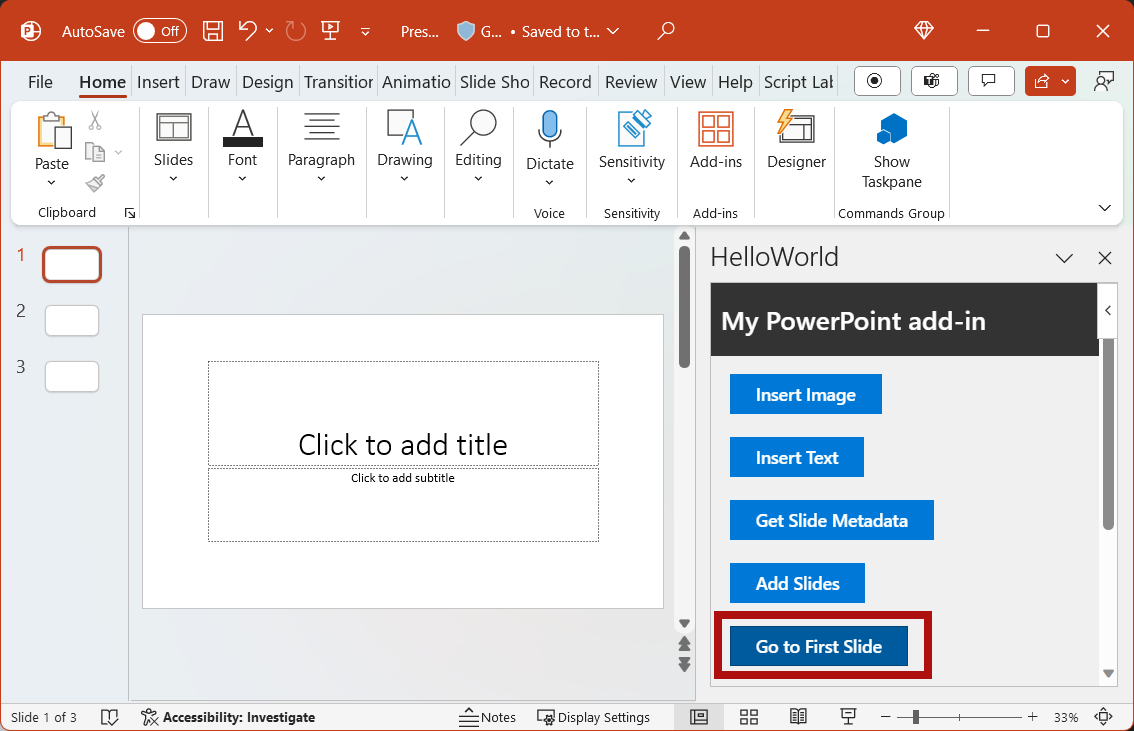 AutoSave Off Pres... G... • Saved to t...
File Home Insert Draw Design Transition Animatio Slide Sho Record Review View Help Script Lab
Paste
Slides
Font
Paragraph
Drawing
Editing
Dictate
Sensitivity
Add-ins
Designer
Show
Taskpane
Clipboard Voice Sensitivity Add-ins Commands Group
1
2
3
Click to add title
Click to add subtitle
HelloWorld
My PowerPoint add-in
Insert Image
Insert Text
Get Slide Metadata
Add Slides
Go to First Slide
Slide 1 of 3 Accessibility: Investigate Notes Display Settings 33%